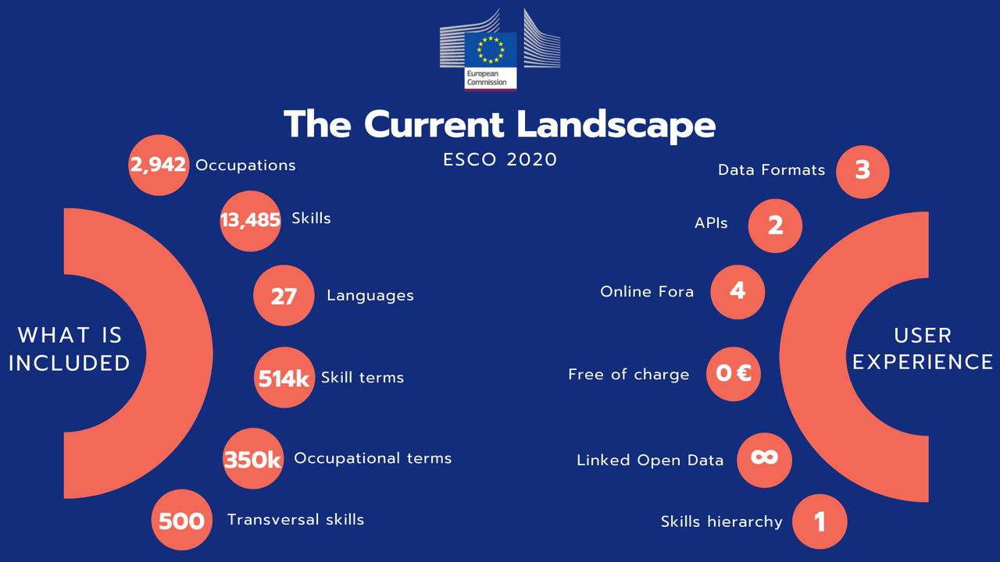 European
Commission
The Current Landscape
ESCO 2020
2,942 Occupations
13,485 Skills
27 Languages
514k Skill terms
350k Occupational terms
500 Transversal skills
WHAT IS
INCLUDED
Data Formats 3
APIs 2
Online Fora 4
Free of charge 0 €
Linked Open Data ∞
Skills hierarchy 1
USER
EXPERIENCE